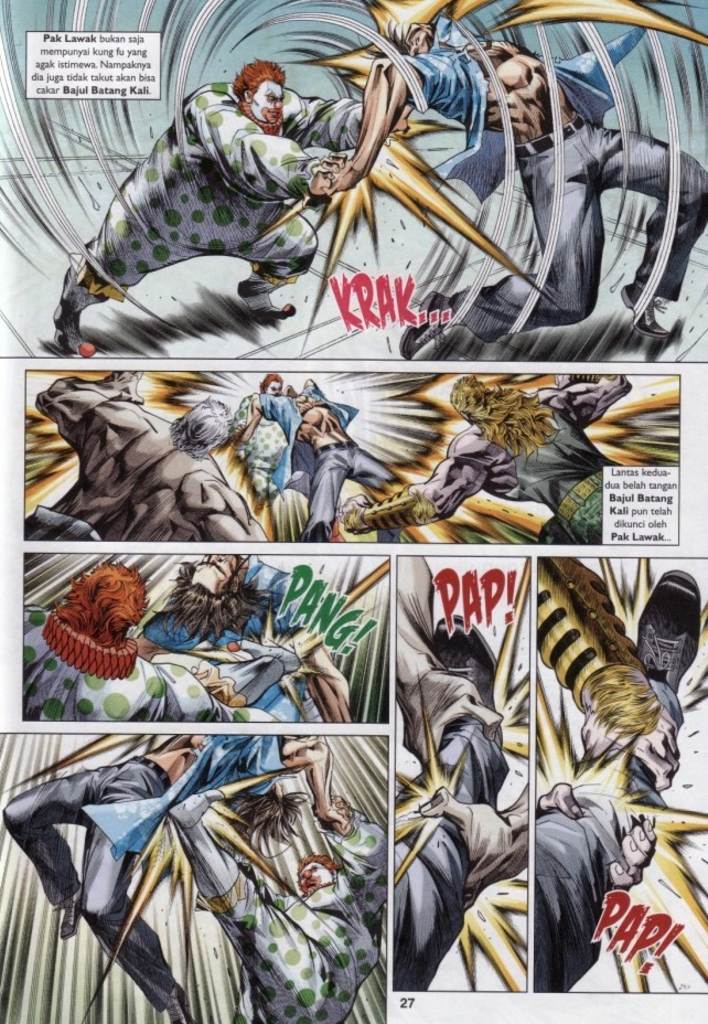 Pak Lawak bukan saja
mempunyai kung fu yang
agak istimewa. Nampaknya
dia juga tidak takut akan bisa
cakar Bajul Batang Kali.
KRAK...
Lantas kedua-
dua belah tangan
Bajul Batang
Kali pun telah
dikunci oleh
Pak Lawak...
PANG!
PAP!
PAP!
27